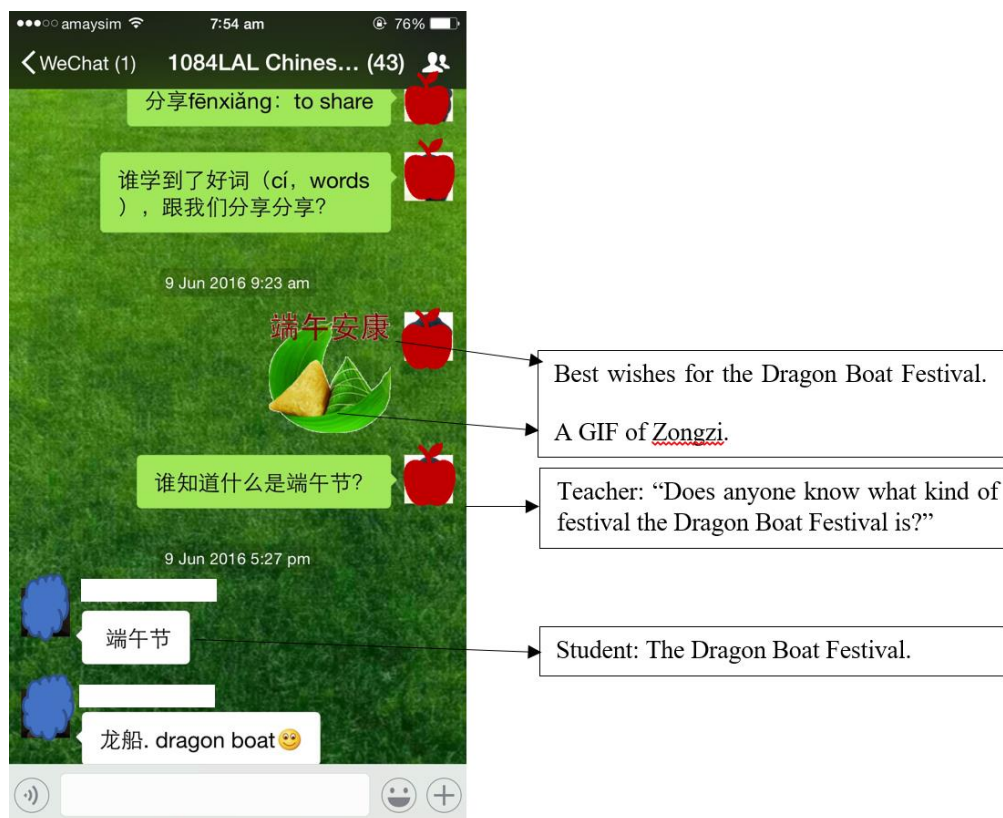 amaysim 7:54 am 76%
WeChat (1) 1084LAL Chines... (43)
分享fēnxiǎng：to share
谁学到了好词（cí，words
），跟我们分享分享？
9 Jun 2016 9:23 am
端午安康
Best wishes for the Dragon Boat Festival.
A GIF of Zongzi.
谁知道什么是端午节？
Teacher: “Does anyone know what kind of
festival the Dragon Boat Festival is?”
9 Jun 2016 5:27 pm
端午节
Student: The Dragon Boat Festival.
龙船. dragon boat